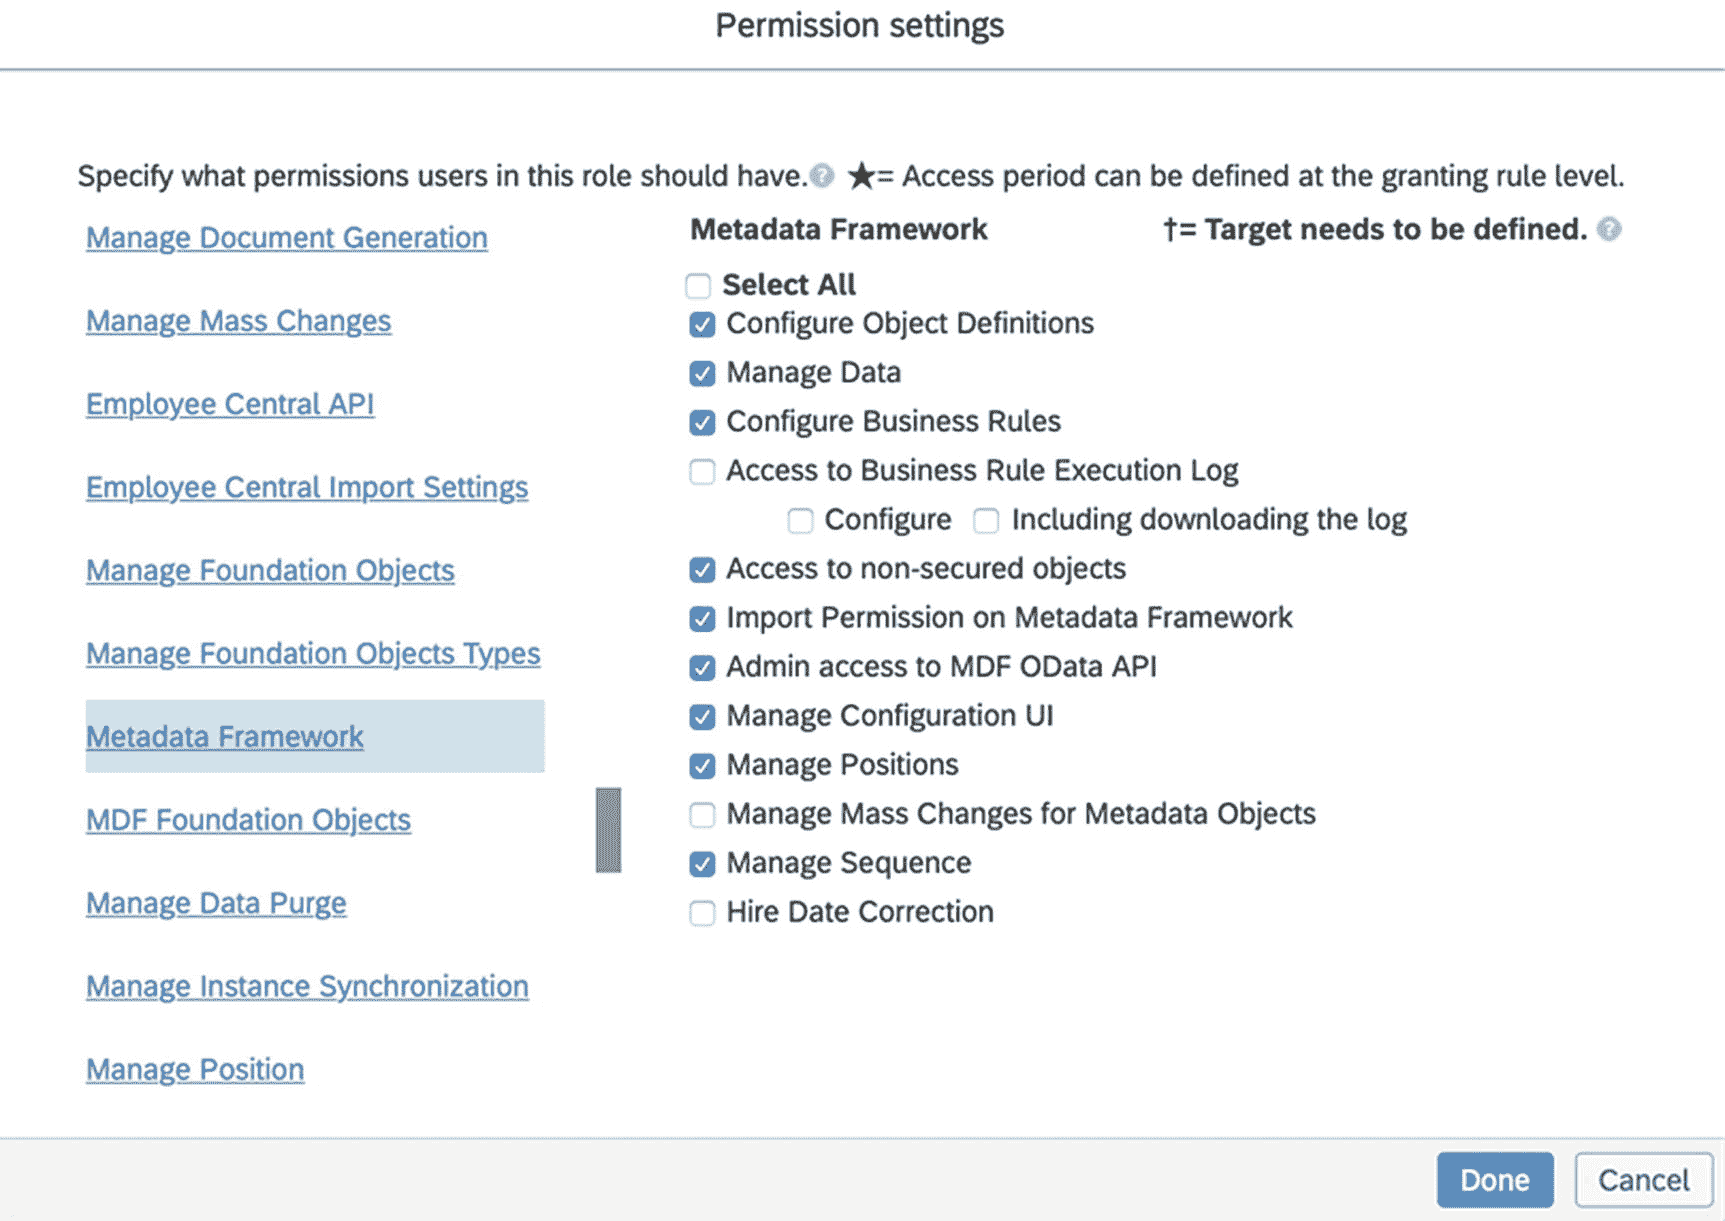 Permission settings
Specify what permissions users in this role should have. ? ★= Access period can be defined at the granting rule level.
Manage Document Generation
Manage Mass Changes
Employee Central API
Employee Central Import Settings
Manage Foundation Objects
Manage Foundation Objects Types
Metadata Framework
MDF Foundation Objects
Manage Data Purge
Manage Instance Synchronization
Manage Position
Metadata Framework
†= Target needs to be defined. ?
Select All
Configure Object Definitions
Manage Data
Configure Business Rules
Access to Business Rule Execution Log
Configure Including downloading the log
Access to non-secured objects
Import Permission on Metadata Framework
Admin access to MDF OData API
Manage Configuration UI
Manage Positions
Manage Mass Changes for Metadata Objects
Manage Sequence
Hire Date Correction
Done Cancel